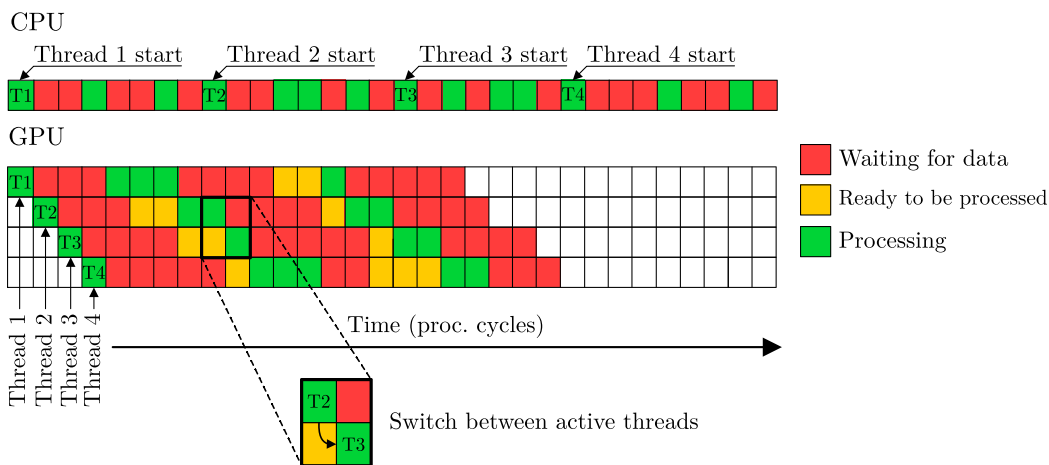 CPU
Thread 1 start
Thread 2 start
Thread 3 start
Thread 4 start
T1
T2
T3
T4
GPU
T1
T2
T3
T4
Waiting for data
Ready to be processed
Processing
Thread 1
Thread 2
Thread 3
Thread 4
Time (proc. cycles)
T2
T3
Switch between active threads